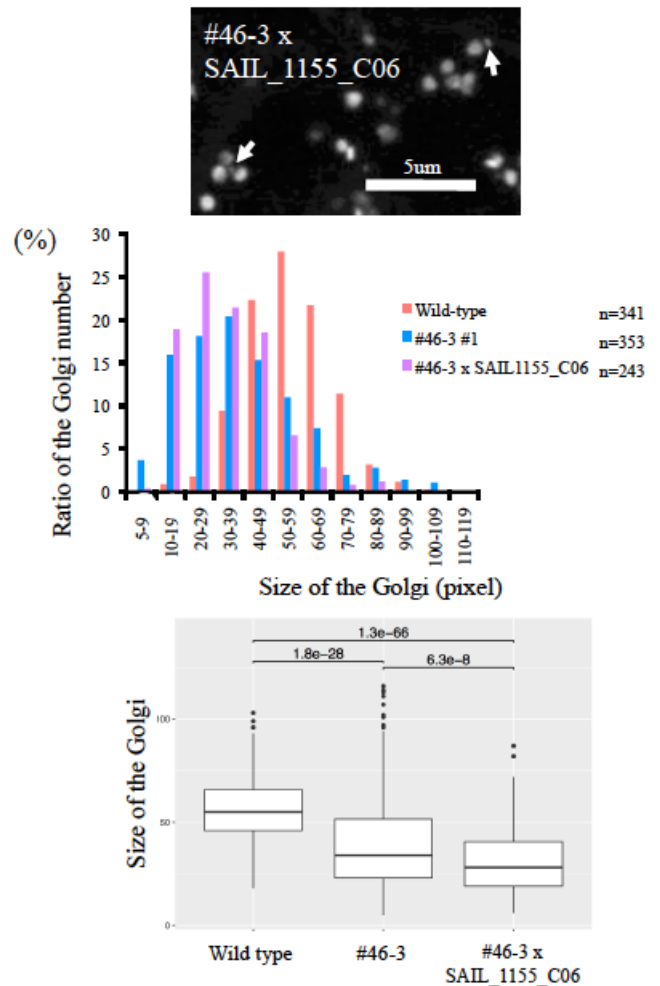 #46-3 x
SAIL_1155_C06
5um
(%)
Ratio of the Golgi number
30
25
20
15
10
5
0
Wild-type n=341
#46-3 #1 n=353
#46-3 x SAIL1155_C06 n=243
5-9
10-19
20-29
30-39
40-49
50-59
60-69
70-79
80-89
90-99
100-109
110-119
Size of the Golgi (pixel)
1.3e-66
1.8e-28 6.3e-8
Size of the Golgi
100
50
0
Wild type #46-3 #46-3 x
SAIL_1155_C06